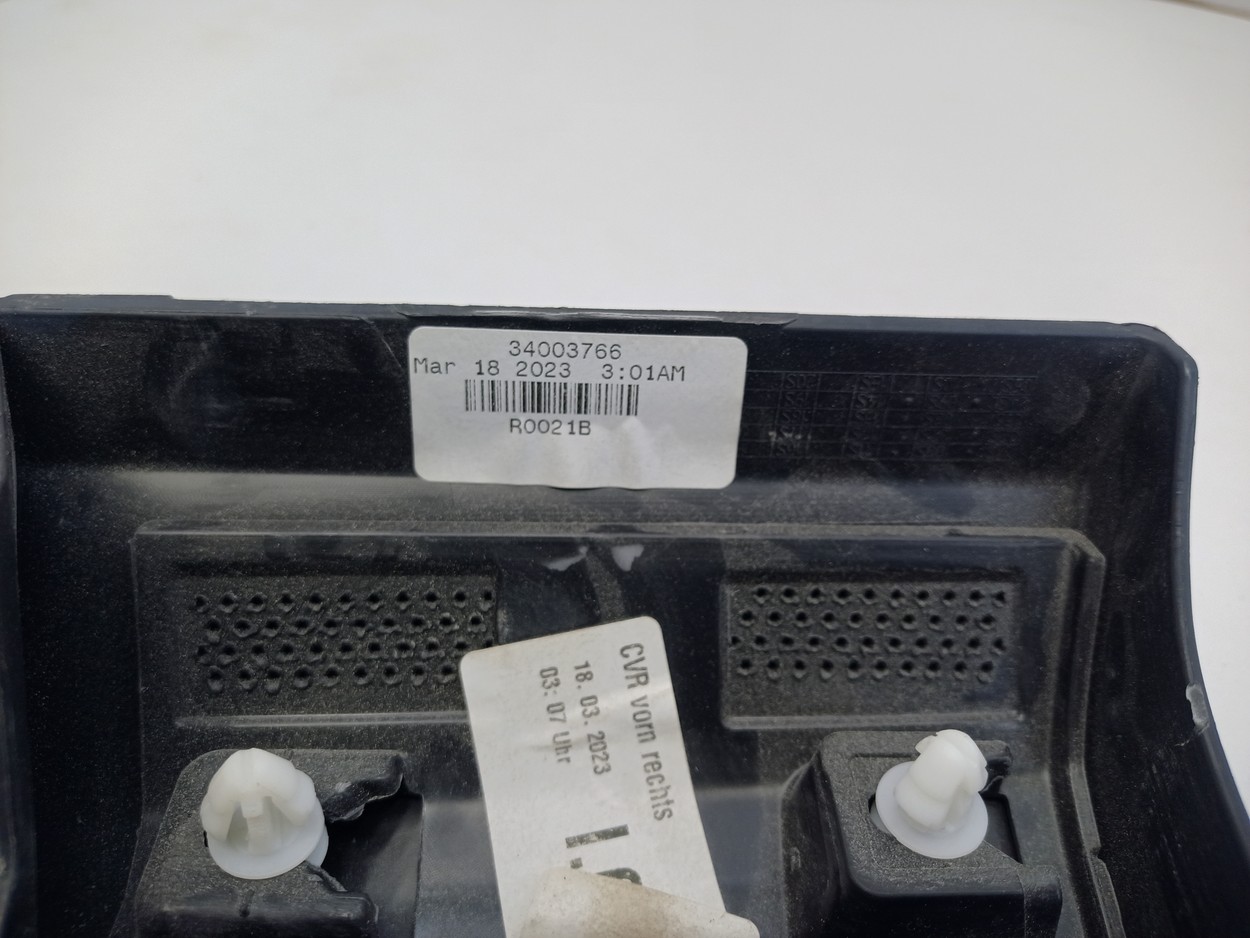 34003766
Mar 18 2023 3:01AM
R0021B
CVR vorn rechts
18. 03. 2023
03: 07 Uhr